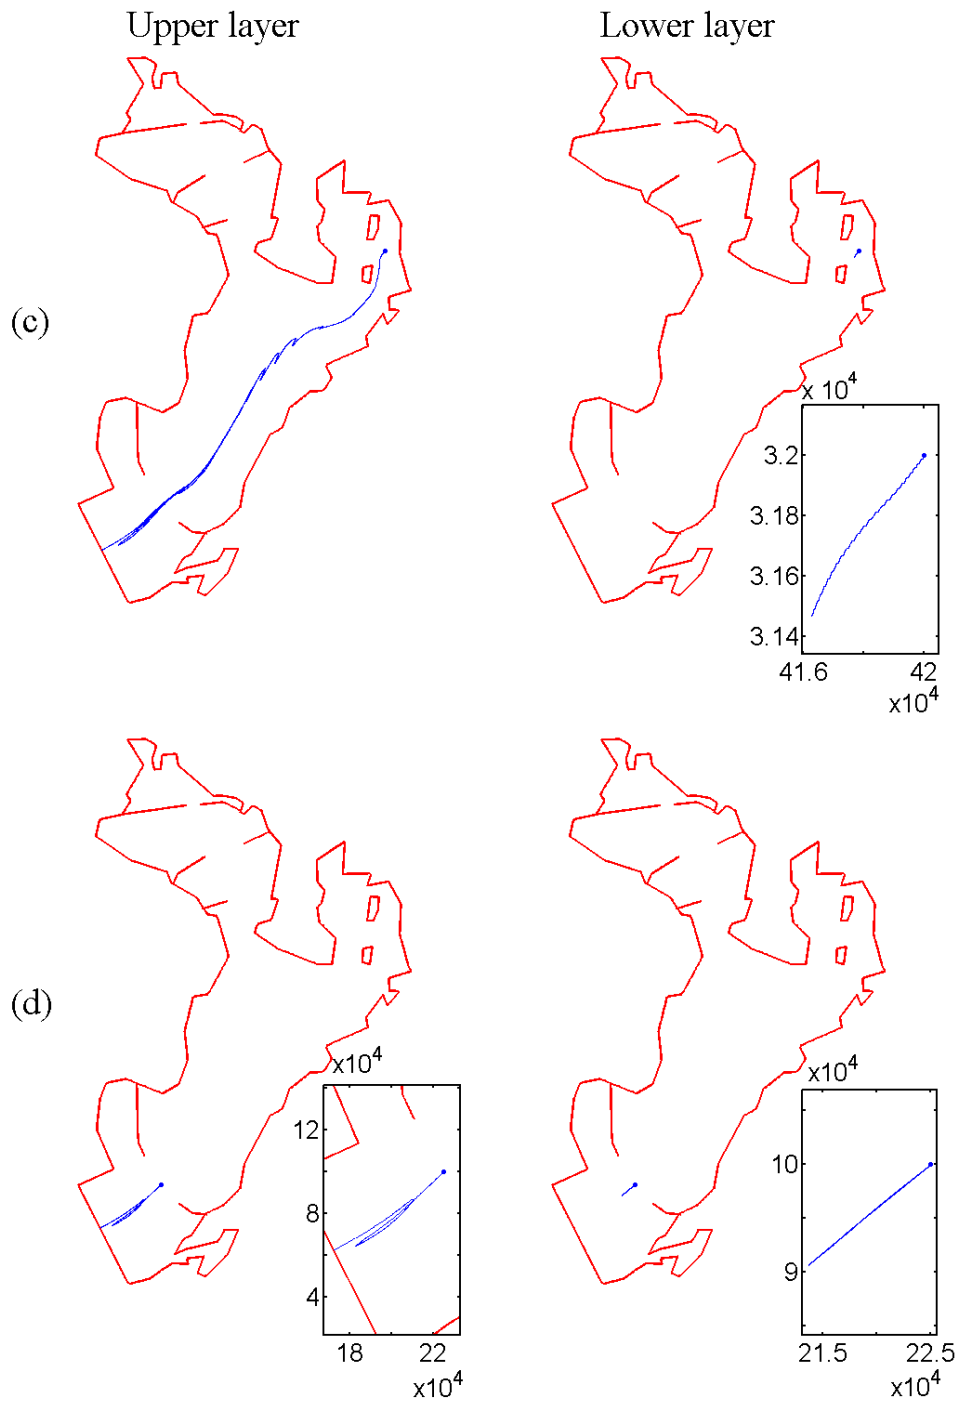 Upper layer
Lower layer
(c)
x 10^4
3.2
3.18
3.16
3.14
41.6 42
x10^4
(d)
x10^4
12
8
4
18 22
x10^4
x10^4
10
9
21.5 22.5
x10^4